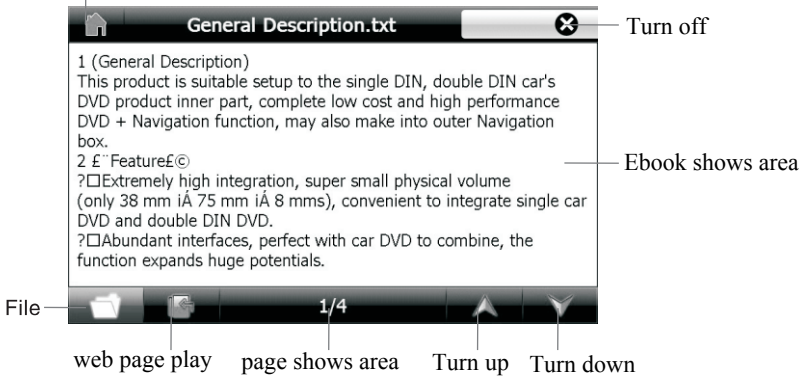 General Description.txt
Turn off
1 (General Description)
This product is suitable setup to the single DIN, double DIN car's
DVD product inner part, complete low cost and high performance
DVD + Navigation function, may also make into outer Navigation
box.
2 £¨Feature£©
Ebook shows area
?□Extremely high integration, super small physical volume
(only 38 mm iÁ 75 mm iÁ 8 mms), convenient to integrate single car
DVD and double DIN DVD.
?□Abundant interfaces, perfect with car DVD to combine, the
function expands huge potentials.
File
1/4
web page play
page shows area
Turn up
Turn down